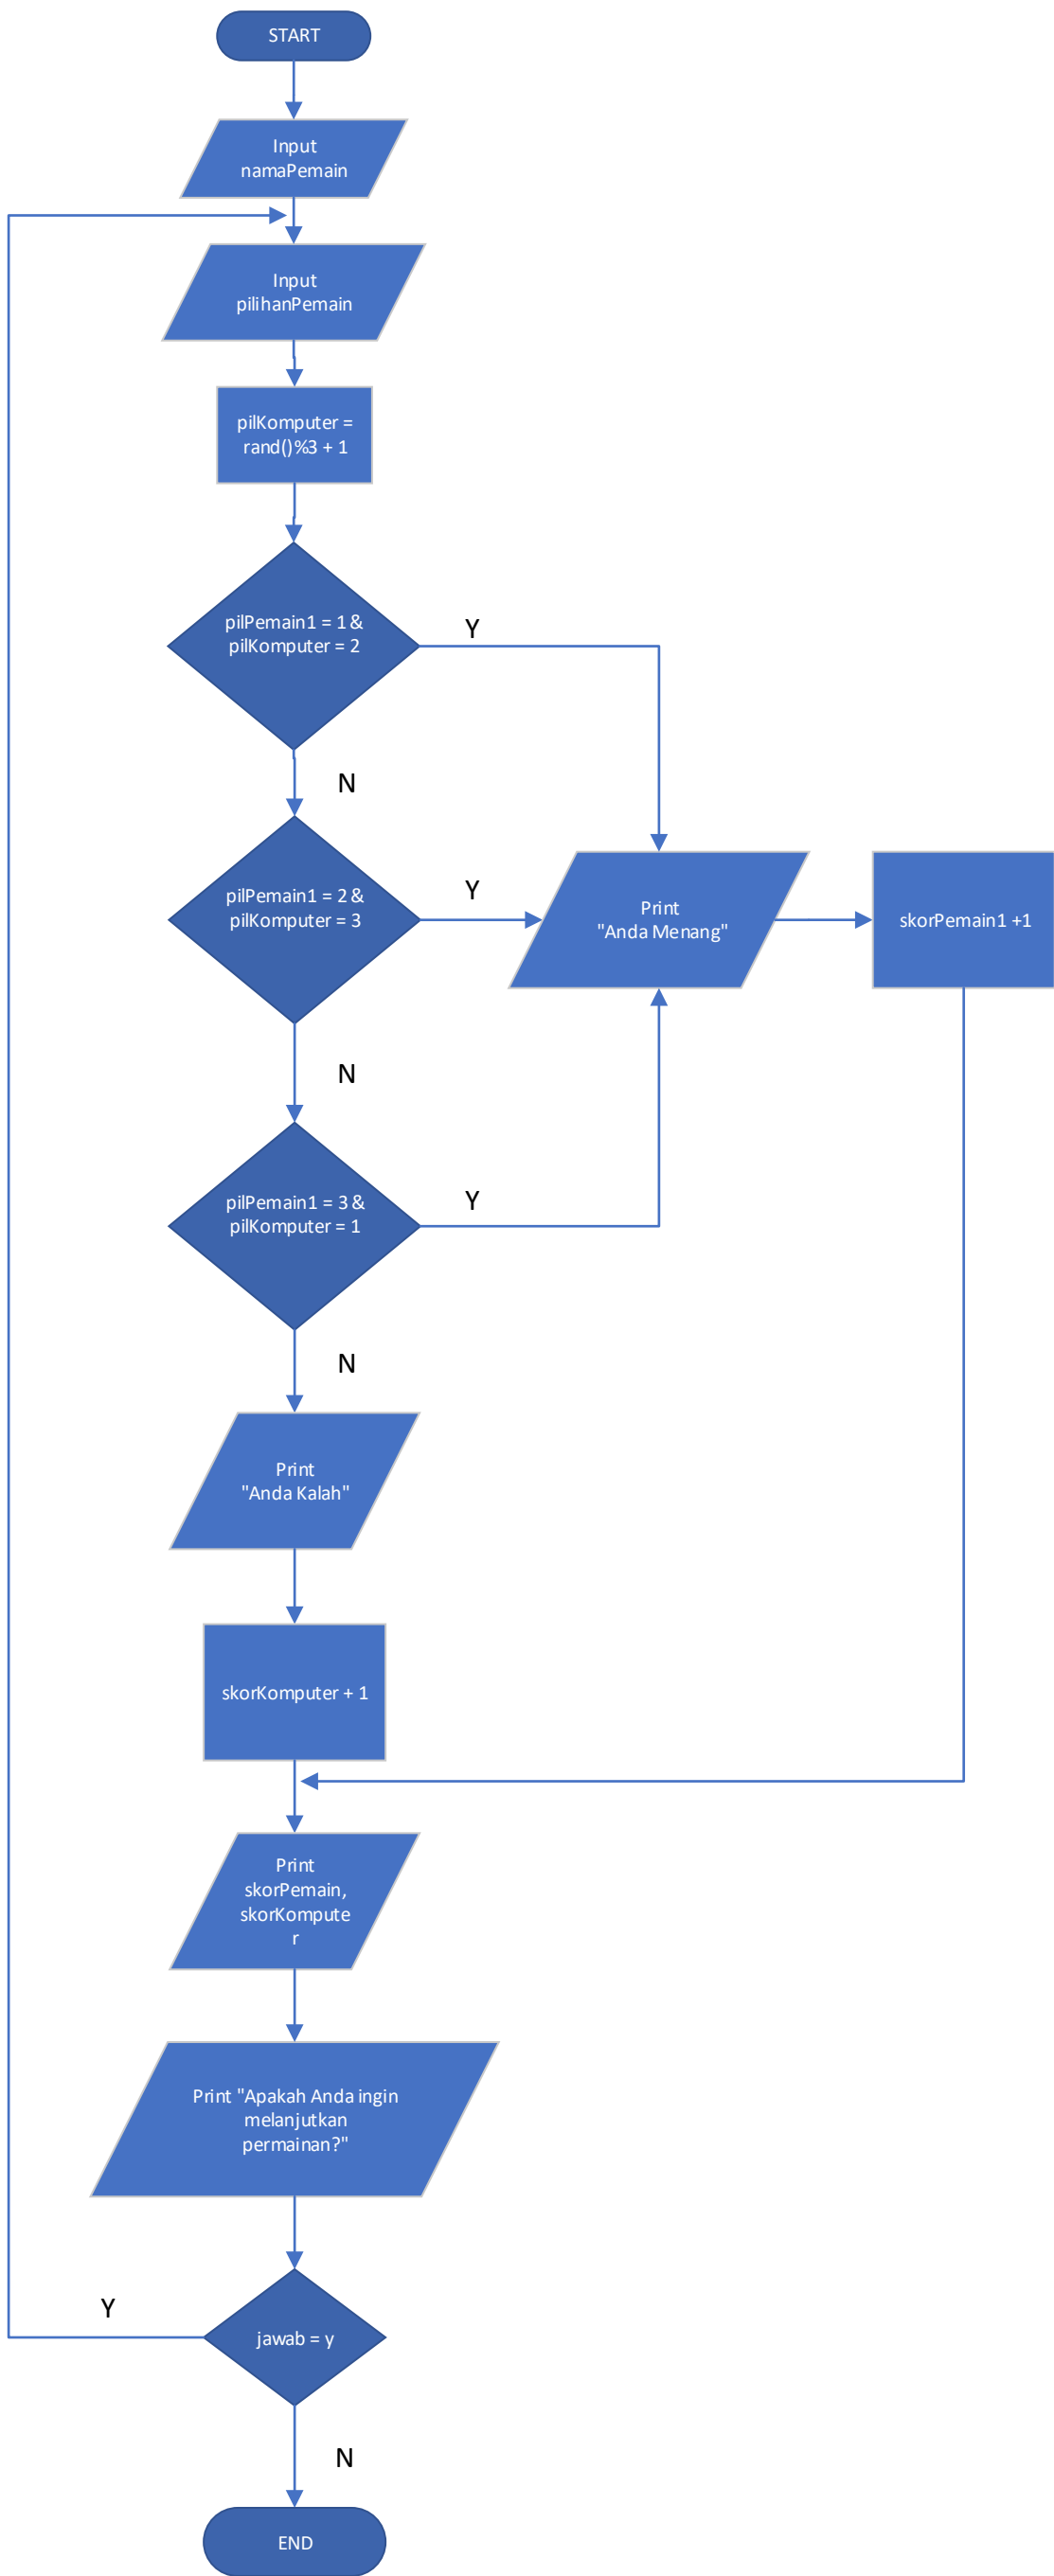 START
Input
namaPemain
Input
pilihanPemain
pilKomputer =
rand()%3 + 1
pilPemain1 = 1 &
pilKomputer = 2
Y
N
pilPemain1 = 2 &
pilKomputer = 3
Y
Print
"Anda Menang"
skorPemain1 +1
N
pilPemain1 = 3 &
pilKomputer = 1
Y
N
Print
"Anda Kalah"
skorKomputer + 1
Print
skorPemain,
skorKompute
r
Print "Apakah Anda ingin
melanjutkan
permainan?"
Y
jawab = y
N
END